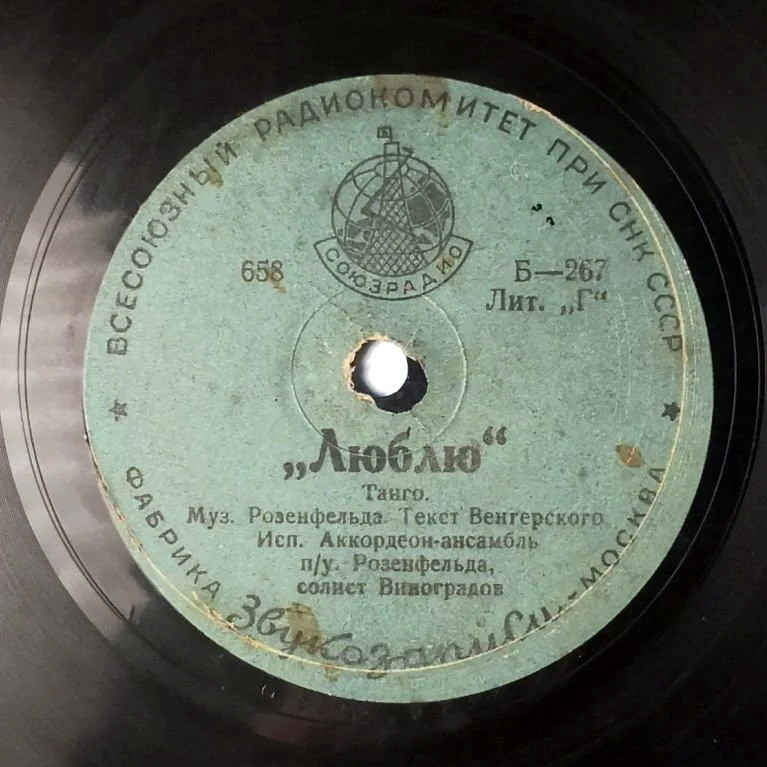 ВСЕСОЮЗНЫЙ РАДИОКОМИТЕТ ПРИ СНК СССР
СОЮЗРАДИО
658
Б—267
Лит. „Г“
„Люблю“
Танго.
Муз. Розенфельда. Текст Венгерского
Исп. Аккордеон-ансамбль
п/у. Розенфельда,
солист Виноградов
ФАБРИКА Звукозаписи - МОСКВА